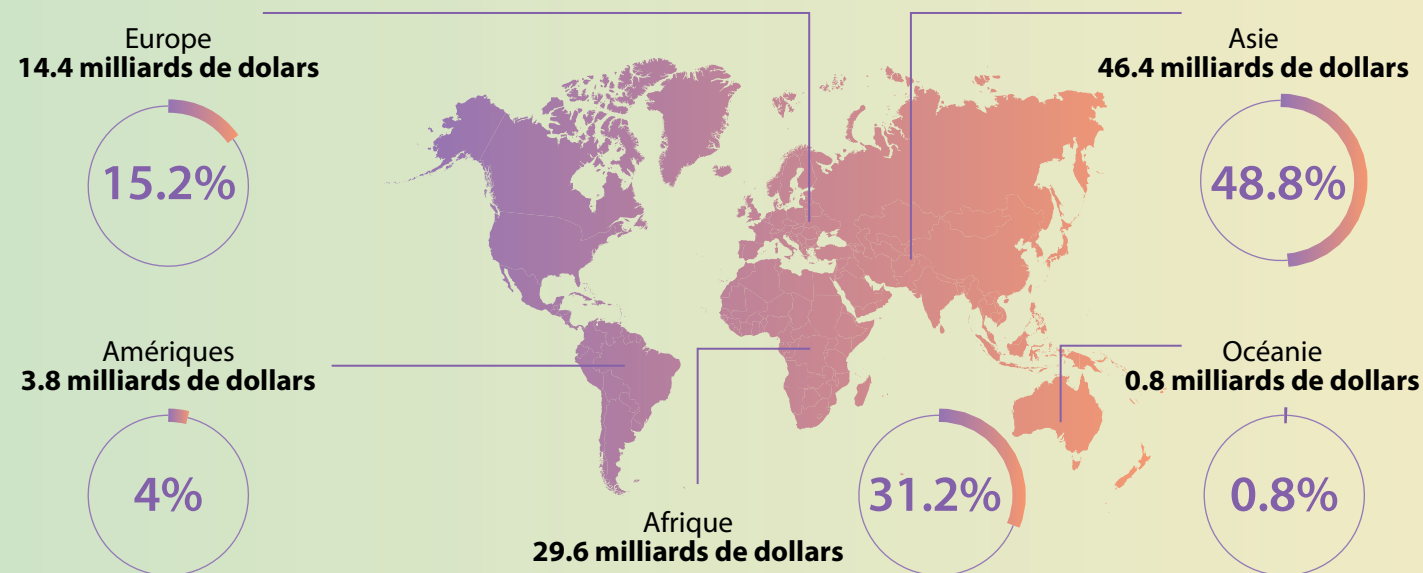 Europe
14.4 milliards de dolars
15.2%
Asie
46.4 milliards de dollars
48.8%
Amériques
3.8 milliards de dollars
4%
Afrique
29.6 milliards de dollars
31.2%
Océanie
0.8 milliards de dollars
0.8%